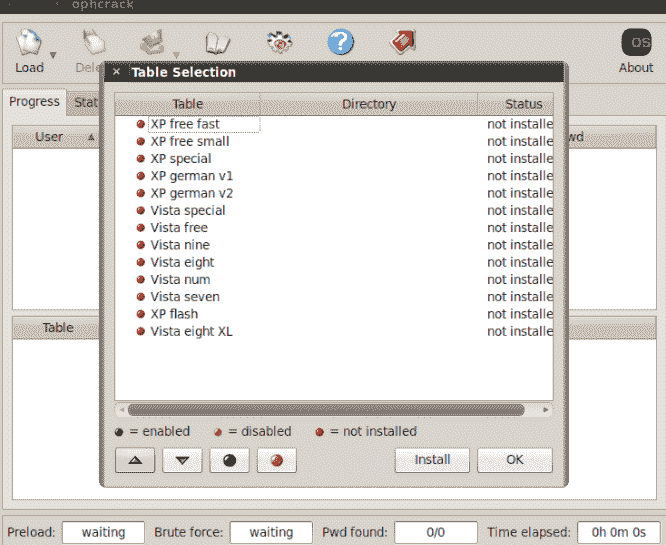 ophcrack
Load
Dele
OS
About
Table Selection
Progress
Stat
User
wd
Table
Table Directory Status
XP free fast not installe
XP free small not installe
XP special not installe
XP german v1 not installe
XP german v2 not installe
Vista special not installe
Vista free not installe
Vista nine not installe
Vista eight not installe
Vista num not installe
Vista seven not installe
XP flash not installe
Vista eight XL not installe
= enabled = disabled = not installed
Install OK
Preload: waiting Brute force: waiting Pwd found: 0/0 Time elapsed: 0h 0m 0s